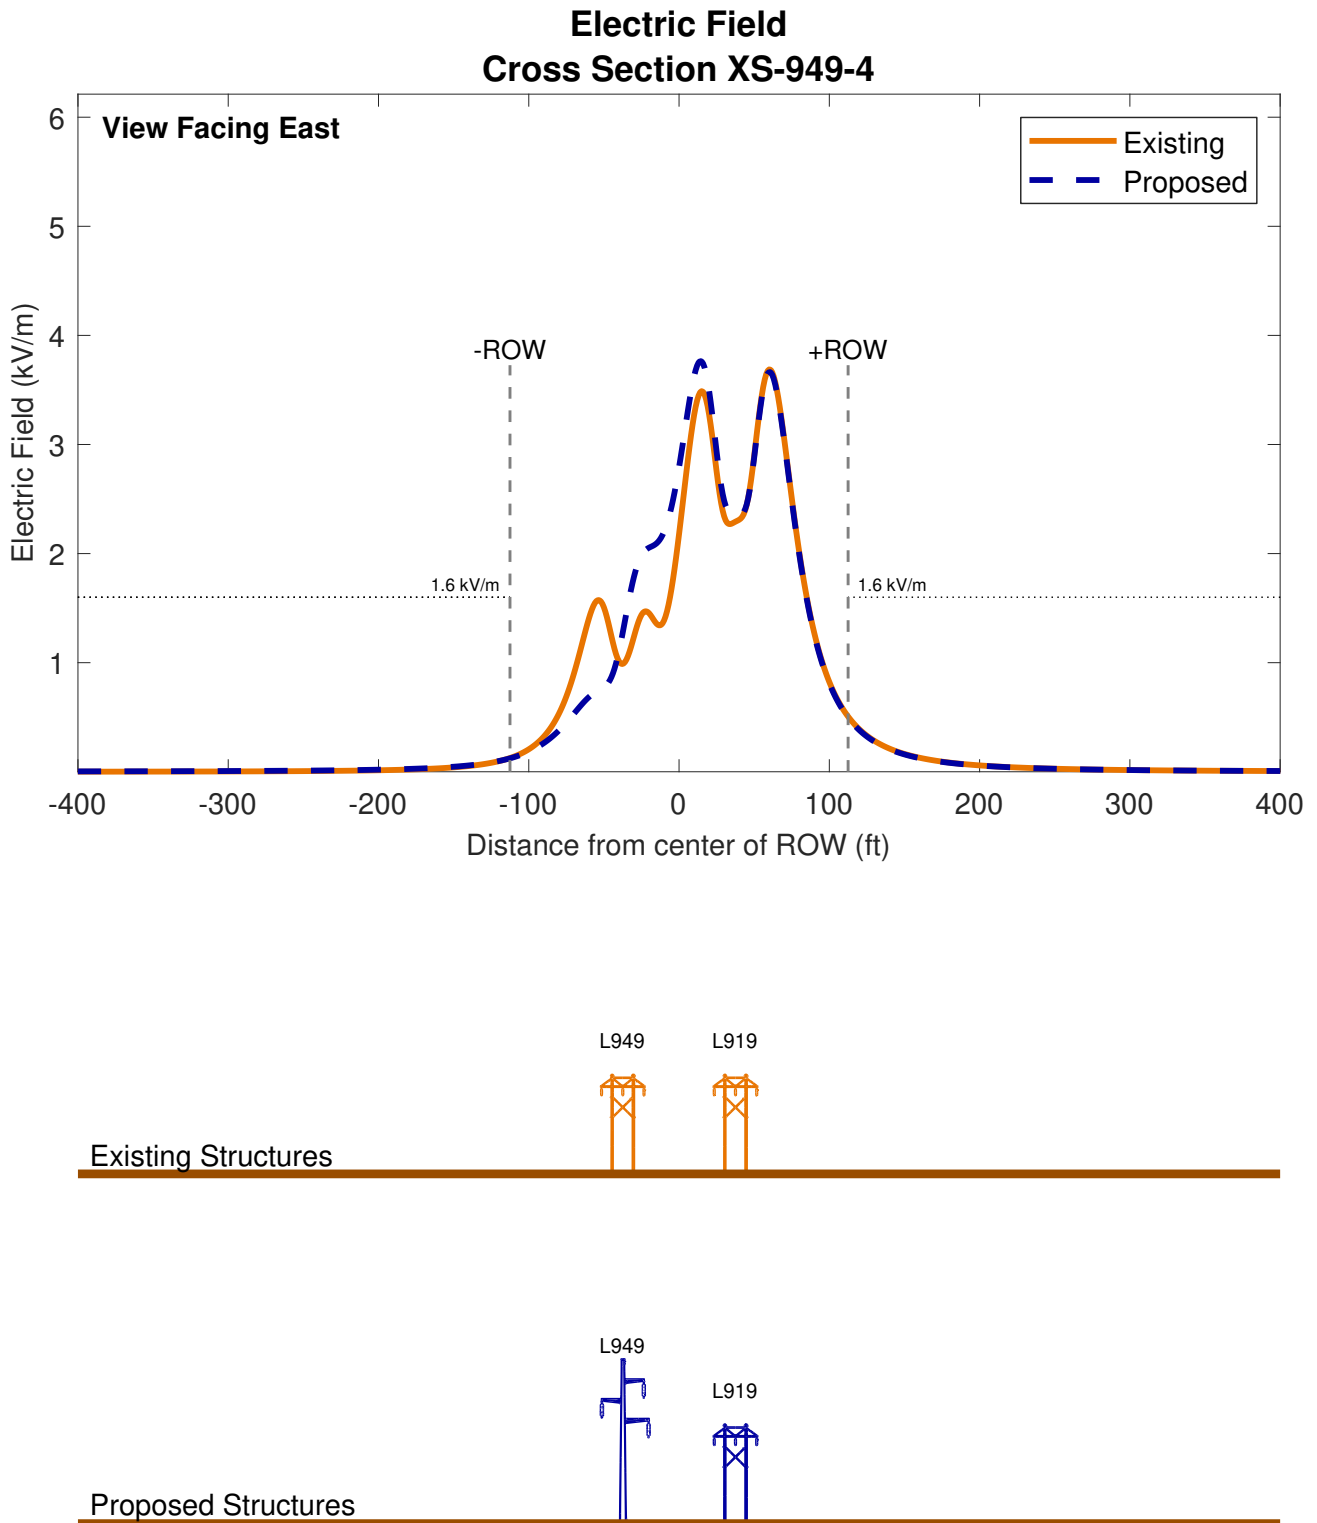 Electric Field
Cross Section XS-949-4
View Facing East
Existing
Proposed
6
5
4
3
2
1
Electric Field (kV/m)
-ROW
+ROW
1.6 kV/m
1.6 kV/m
-400
-300
-200
-100
0
100
200
300
400
Distance from center of ROW (ft)
L949
L919
Existing Structures
L949
L919
Proposed Structures